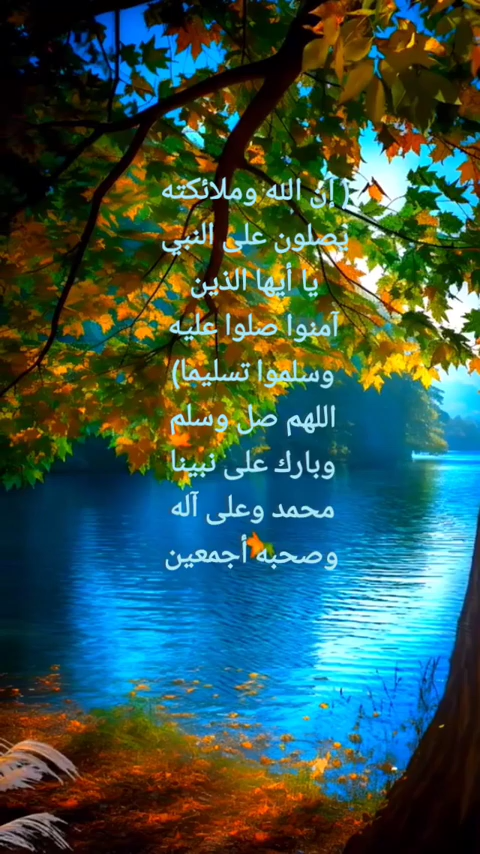 ( إن الله وملائكته
يصلون على النبي
يا أيها الذين
آمنوا صلوا عليه
وسلموا تسليما)
اللهم صل وسلم
وبارك على نبينا
محمد وعلى آله
وصحبه أجمعين